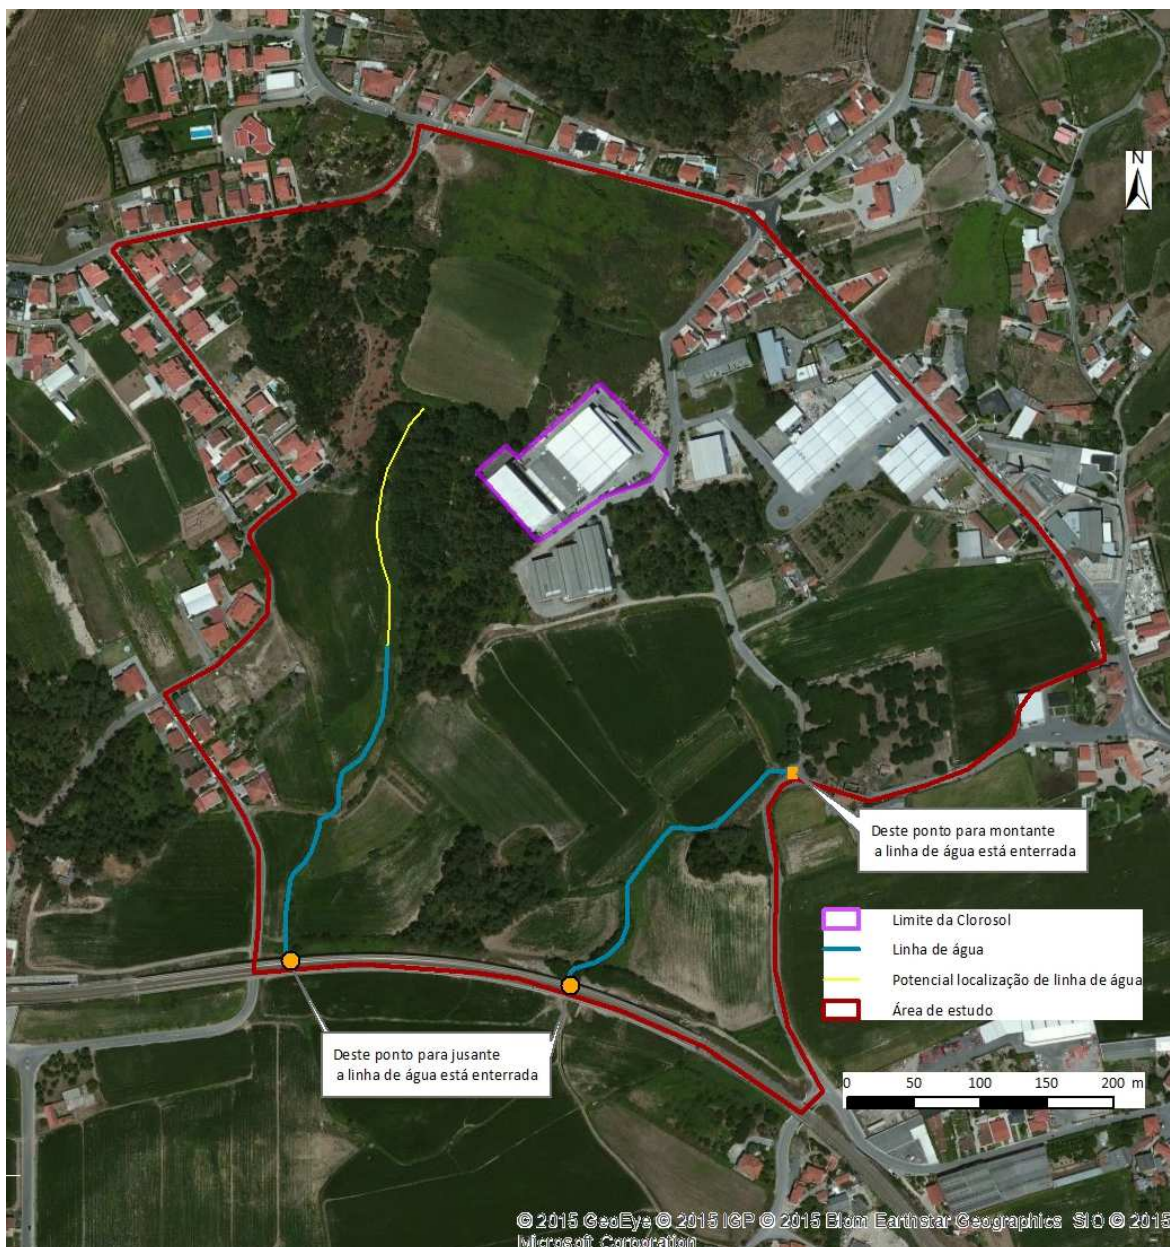 N
Deste ponto para montante
a linha de água está enterrada
Limite da Clorosol
Linha de água
Potencial localização de linha de água
Área de estudo
Deste ponto para jusante
a linha de água está enterrada
0 50 100 150 200 m
© 2015 GeoEye © 2015 IGP © 2015 Blom Earthstar Geographics SIO © 2015
Microsoft Corporation